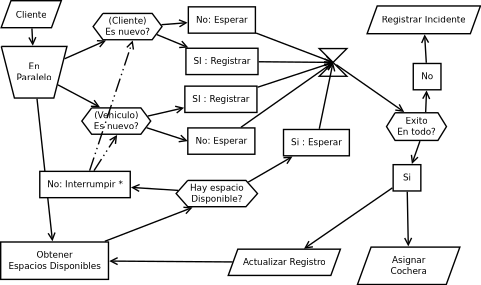 Cliente
Registrar Incidente
(Cliente)
Es nuevo?
No: Esperar
En
Paralelo
SI : Registrar
No
SI : Registrar
(Vehiculo)
Es nuevo?
Exito
En todo?
No: Esperar
Si : Esperar
Si
No: Interrumpir *
Hay espacio
Disponible?
Obtener
Espacios Disponibles
Actualizar Registro
Asignar
Cochera